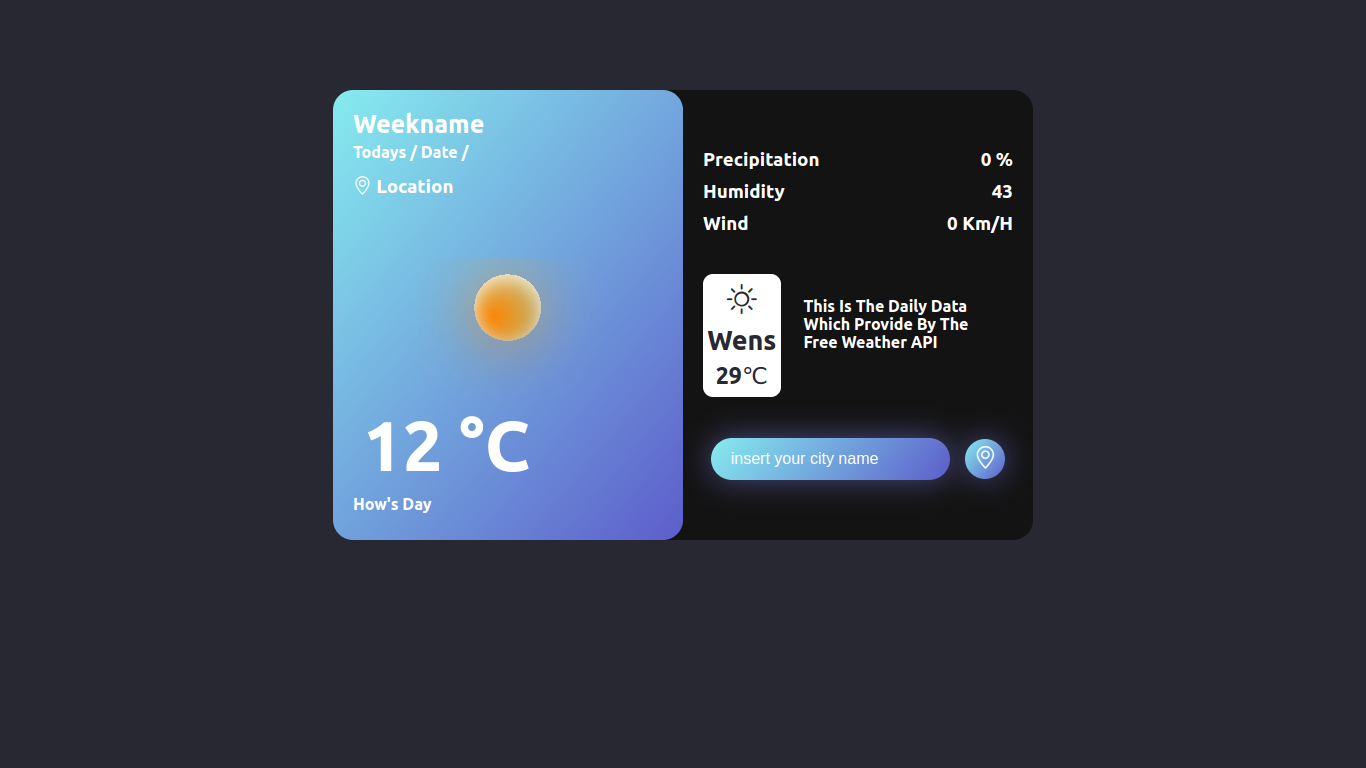 Weekname
Todays / Date /
Location
12 °C
How's Day
Precipitation 0 %
Humidity 43
Wind 0 Km/H
Wens
29℃
This Is The Daily Data
Which Provide By The
Free Weather API
insert your city name